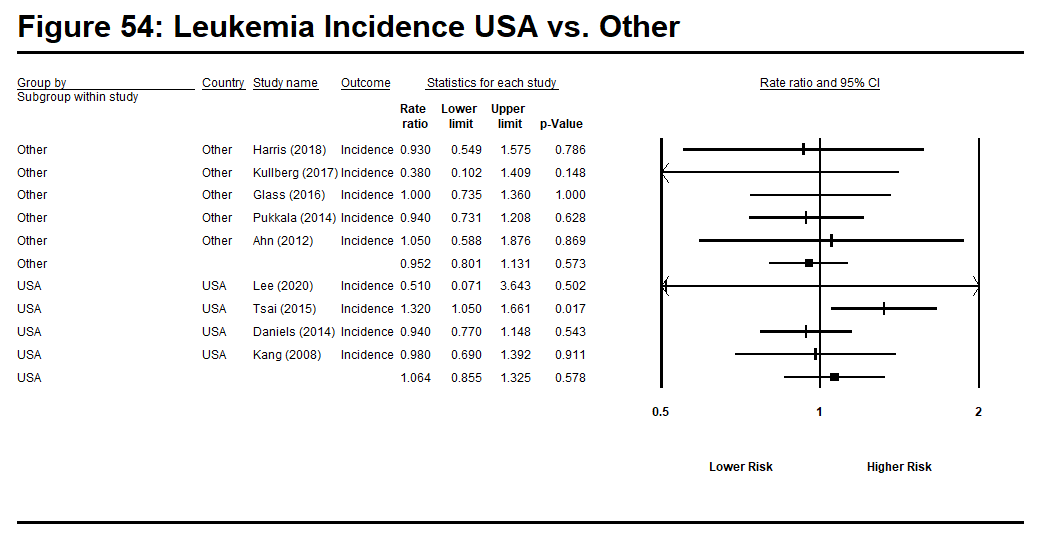 Figure 54: Leukemia Incidence USA vs. Other
Group by Country Study name Outcome Statistics for each study Rate ratio and 95% CI
Subgroup within study
Rate Lower Upper
ratio limit limit p-Value
Other Other Harris (2018) Incidence 0.930 0.549 1.575 0.786
Other Other Kullberg (2017) Incidence 0.380 0.102 1.409 0.148
Other Other Glass (2016) Incidence 1.000 0.735 1.360 1.000
Other Other Pukkala (2014) Incidence 0.940 0.731 1.208 0.628
Other Other Ahn (2012) Incidence 1.050 0.588 1.876 0.869
Other 0.952 0.801 1.131 0.573
USA USA Lee (2020) Incidence 0.510 0.071 3.643 0.502
USA USA Tsai (2015) Incidence 1.320 1.050 1.661 0.017
USA USA Daniels (2014) Incidence 0.940 0.770 1.148 0.543
USA USA Kang (2008) Incidence 0.980 0.690 1.392 0.911
USA 1.064 0.855 1.325 0.578
0.5 1 2
Lower Risk Higher Risk